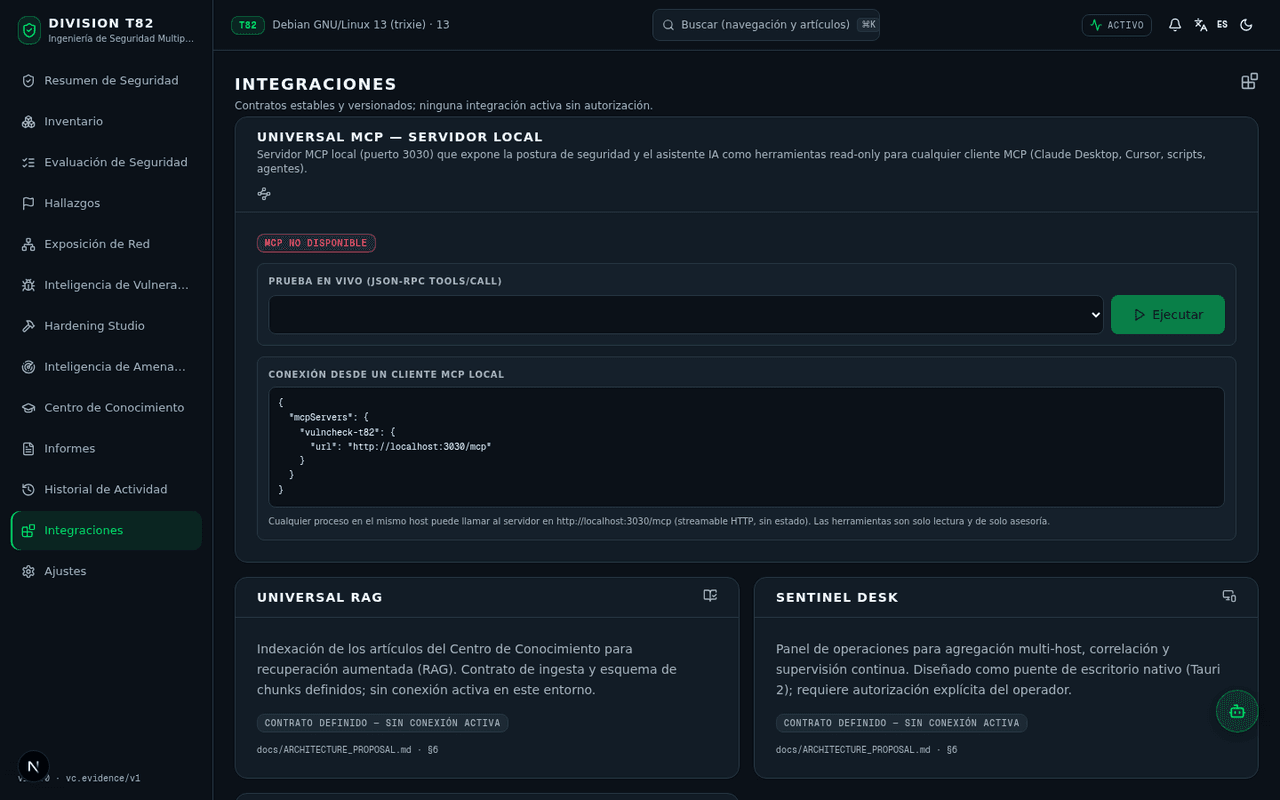 DIVISION T82
Ingeniería de Seguridad Multip...
T82 Debian GNU/Linux 13 (trixie) · 13
Buscar (navegación y artículos) ⌘K
ACTIVO
ES
Resumen de Seguridad
Inventario
Evaluación de Seguridad
Hallazgos
Exposición de Red
Inteligencia de Vulnera...
Hardening Studio
Inteligencia de Amena...
Centro de Conocimiento
Informes
Historial de Actividad
Integraciones
Ajustes
N
· vc.evidence/v1
INTEGRACIONES
Contratos estables y versionados; ninguna integración activa sin autorización.
UNIVERSAL MCP — SERVIDOR LOCAL
Servidor MCP local (puerto 3030) que expone la postura de seguridad y el asistente IA como herramientas read-only para cualquier cliente MCP (Claude Desktop, Cursor, scripts,
agentes).
MCP NO DISPONIBLE
PRUEBA EN VIVO (JSON-RPC TOOLS/CALL)
Ejecutar
CONEXIÓN DESDE UN CLIENTE MCP LOCAL
{
"mcpServers": {
"vulncheck-t82": {
"url": "http://localhost:3030/mcp"
}
}
}
Cualquier proceso en el mismo host puede llamar al servidor en http://localhost:3030/mcp (streamable HTTP, sin estado). Las herramientas son solo lectura y de solo asesoría.
UNIVERSAL RAG
Indexación de los artículos del Centro de Conocimiento para
recuperación aumentada (RAG). Contrato de ingesta y esquema de
chunks definidos; sin conexión activa en este entorno.
CONTRATO DEFINIDO — SIN CONEXIÓN ACTIVA
docs/ARCHITECTURE_PROPOSAL.md · §6
SENTINEL DESK
Panel de operaciones para agregación multi-host, correlación y
supervisión continua. Diseñado como puente de escritorio nativo (Tauri
2); requiere autorización explícita del operador.
CONTRATO DEFINIDO — SIN CONEXIÓN ACTIVA
docs/ARCHITECTURE_PROPOSAL.md · §6